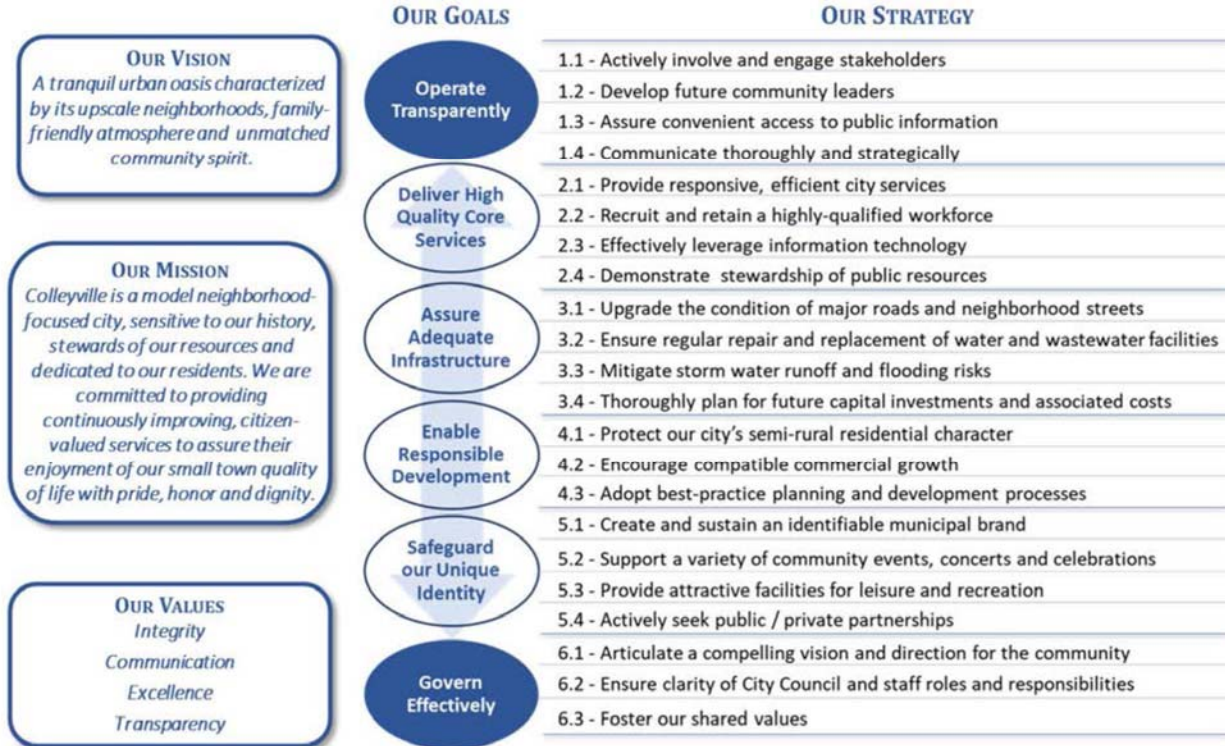 OUR GOALS
OUR STRATEGY
OUR VISION
A tranquil urban oasis characterized
by its upscale neighborhoods, family-
friendly atmosphere and unmatched
community spirit.
OUR MISSION
Colleyville is a model neighborhood-
focused city, sensitive to our history,
stewards of our resources and
dedicated to our residents. We are
committed to providing
continuously improving, citizen-
valued services to assure their
enjoyment of our small town quality
of life with pride, honor and dignity.
OUR VALUES
Integrity
Communication
Excellence
Transparency
Operate
Transparently
Deliver High
Quality Core
Services
Assure
Adequate
Infrastructure
Enable
Responsible
Development
Safeguard
our Unique
Identity
Govern
Effectively
1.1 - Actively involve and engage stakeholders
1.2 - Develop future community leaders
1.3 - Assure convenient access to public information
1.4 - Communicate thoroughly and strategically
2.1 - Provide responsive, efficient city services
2.2 - Recruit and retain a highly-qualified workforce
2.3 - Effectively leverage information technology
2.4 - Demonstrate stewardship of public resources
3.1 - Upgrade the condition of major roads and neighborhood streets
3.2 - Ensure regular repair and replacement of water and wastewater facilities
3.3 - Mitigate storm water runoff and flooding risks
3.4 - Thoroughly plan for future capital investments and associated costs
4.1 - Protect our city's semi-rural residential character
4.2 - Encourage compatible commercial growth
4.3 - Adopt best-practice planning and development processes
5.1 - Create and sustain an identifiable municipal brand
5.2 - Support a variety of community events, concerts and celebrations
5.3 - Provide attractive facilities for leisure and recreation
5.4 - Actively seek public / private partnerships
6.1 - Articulate a compelling vision and direction for the community
6.2 - Ensure clarity of City Council and staff roles and responsibilities
6.3 - Foster our shared values